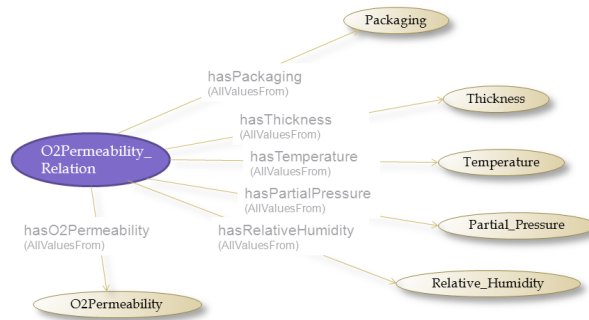 Packaging
hasPackaging
(AllValuesFrom)
Thickness
hasThickness
(AllValuesFrom)
O2Permeability_
Relation
hasTemperature
(AllValuesFrom)
Temperature
hasPartialPressure
(AllValuesFrom)
Partial_Pressure
hasO2Permeability
(AllValuesFrom)
hasRelativeHumidity
(AllValuesFrom)
Relative_Humidity
O2Permeability